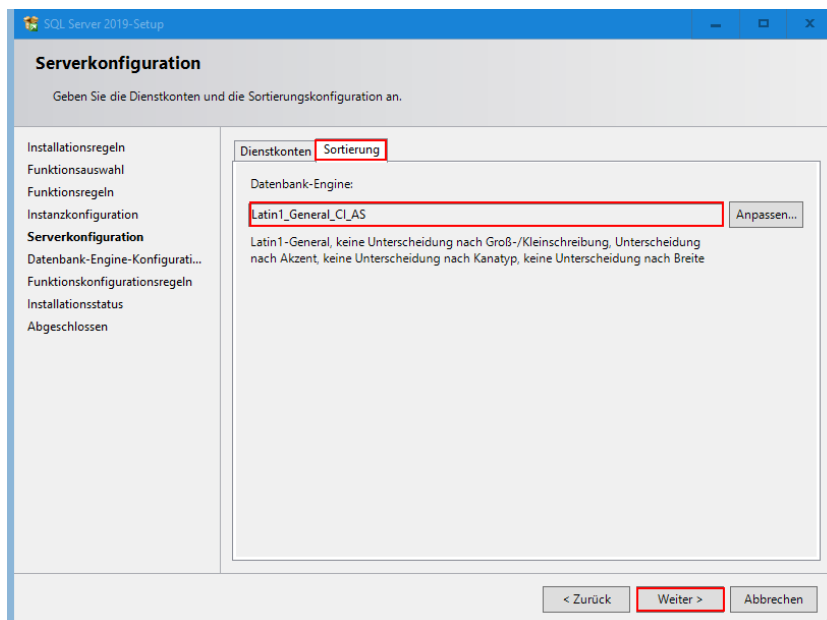 SQL Server 2019-Setup
Serverkonfiguration
Geben Sie die Dienstkonten und die Sortierungskonfiguration an.
Installationsregeln
Funktionsauswahl
Funktionsregeln
Instanzkonfiguration
Serverkonfiguration
Datenbank-Engine-Konfigurati...
Funktionskonfigurationsregeln
Installationsstatus
Abgeschlossen
Dienstkonten Sortierung
Datenbank-Engine:
Latin1_General_CI_AS
Anpassen...
Latin1-General, keine Unterscheidung nach Groß-/Kleinschreibung, Unterscheidung
nach Akzent, keine Unterscheidung nach Kanatyp, keine Unterscheidung nach Breite
< Zurück Weiter > Abbrechen